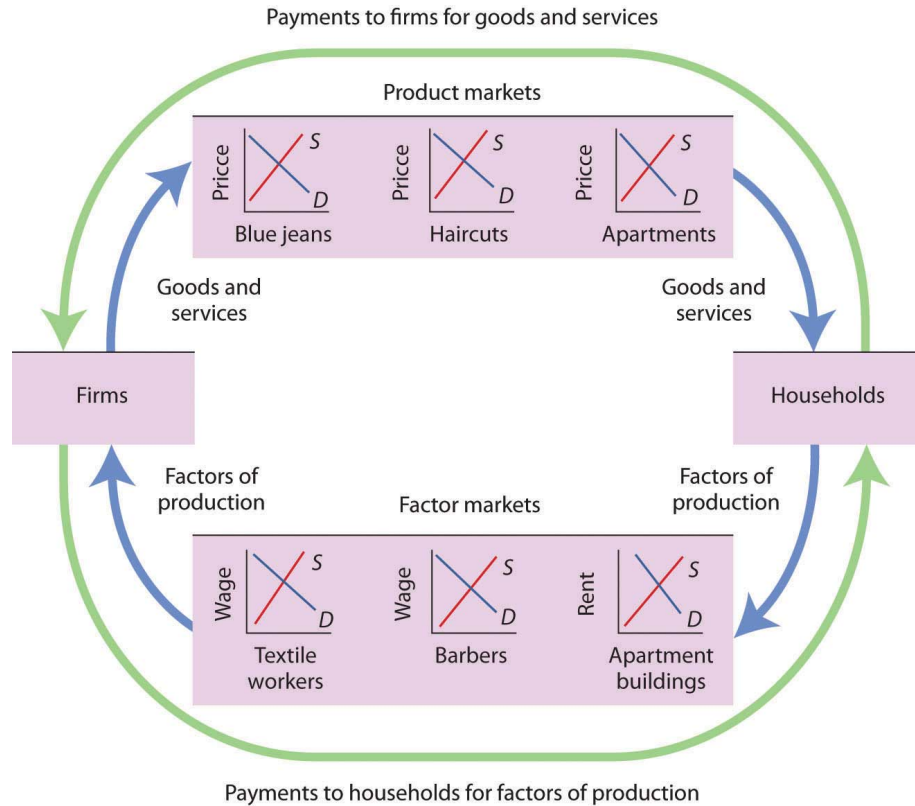 Payments to firms for goods and services
Product markets
Pricce
S
D
Blue jeans
Pricce
S
D
Haircuts
Pricce
S
D
Apartments
Goods and
services
Goods and
services
Firms
Households
Factors of
production
Factors of
production
Factor markets
Wage
S
D
Textile
workers
Wage
S
D
Barbers
Rent
S
D
Apartment
buildings
Payments to households for factors of production